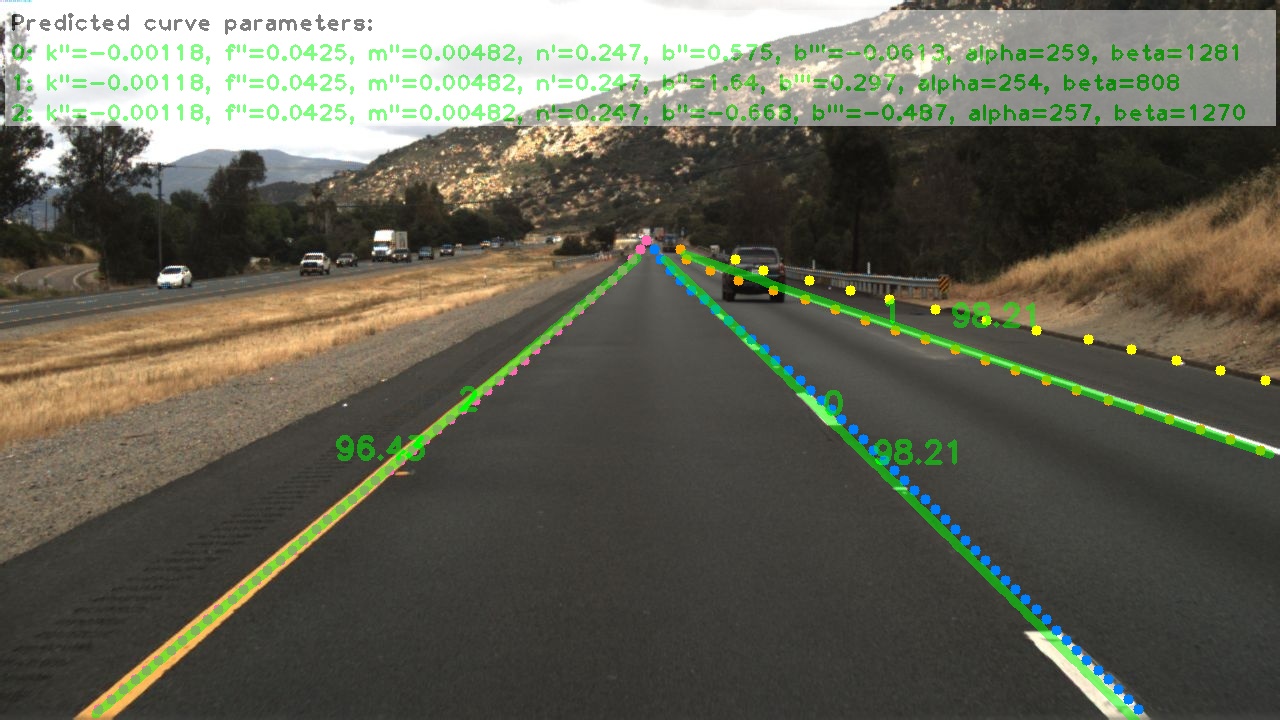 Predicted curve parameters:
0: k''=-0.00118, f''=0.0425, m''=0.00482, n'=0.247, b''=0.575, b'''=-0.0613, alpha=259, beta=1281
1: k''=-0.00118, f''=0.0425, m''=0.00482, n'=0.247, b''=1.64, b'''=0.297, alpha=254, beta=808
2: k''=-0.00118, f''=0.0425, m''=0.00482, n'=0.247, b''=-0.663, b'''=-0.487, alpha=257, beta=1270
1 98.21
2 0
96.43 98.21